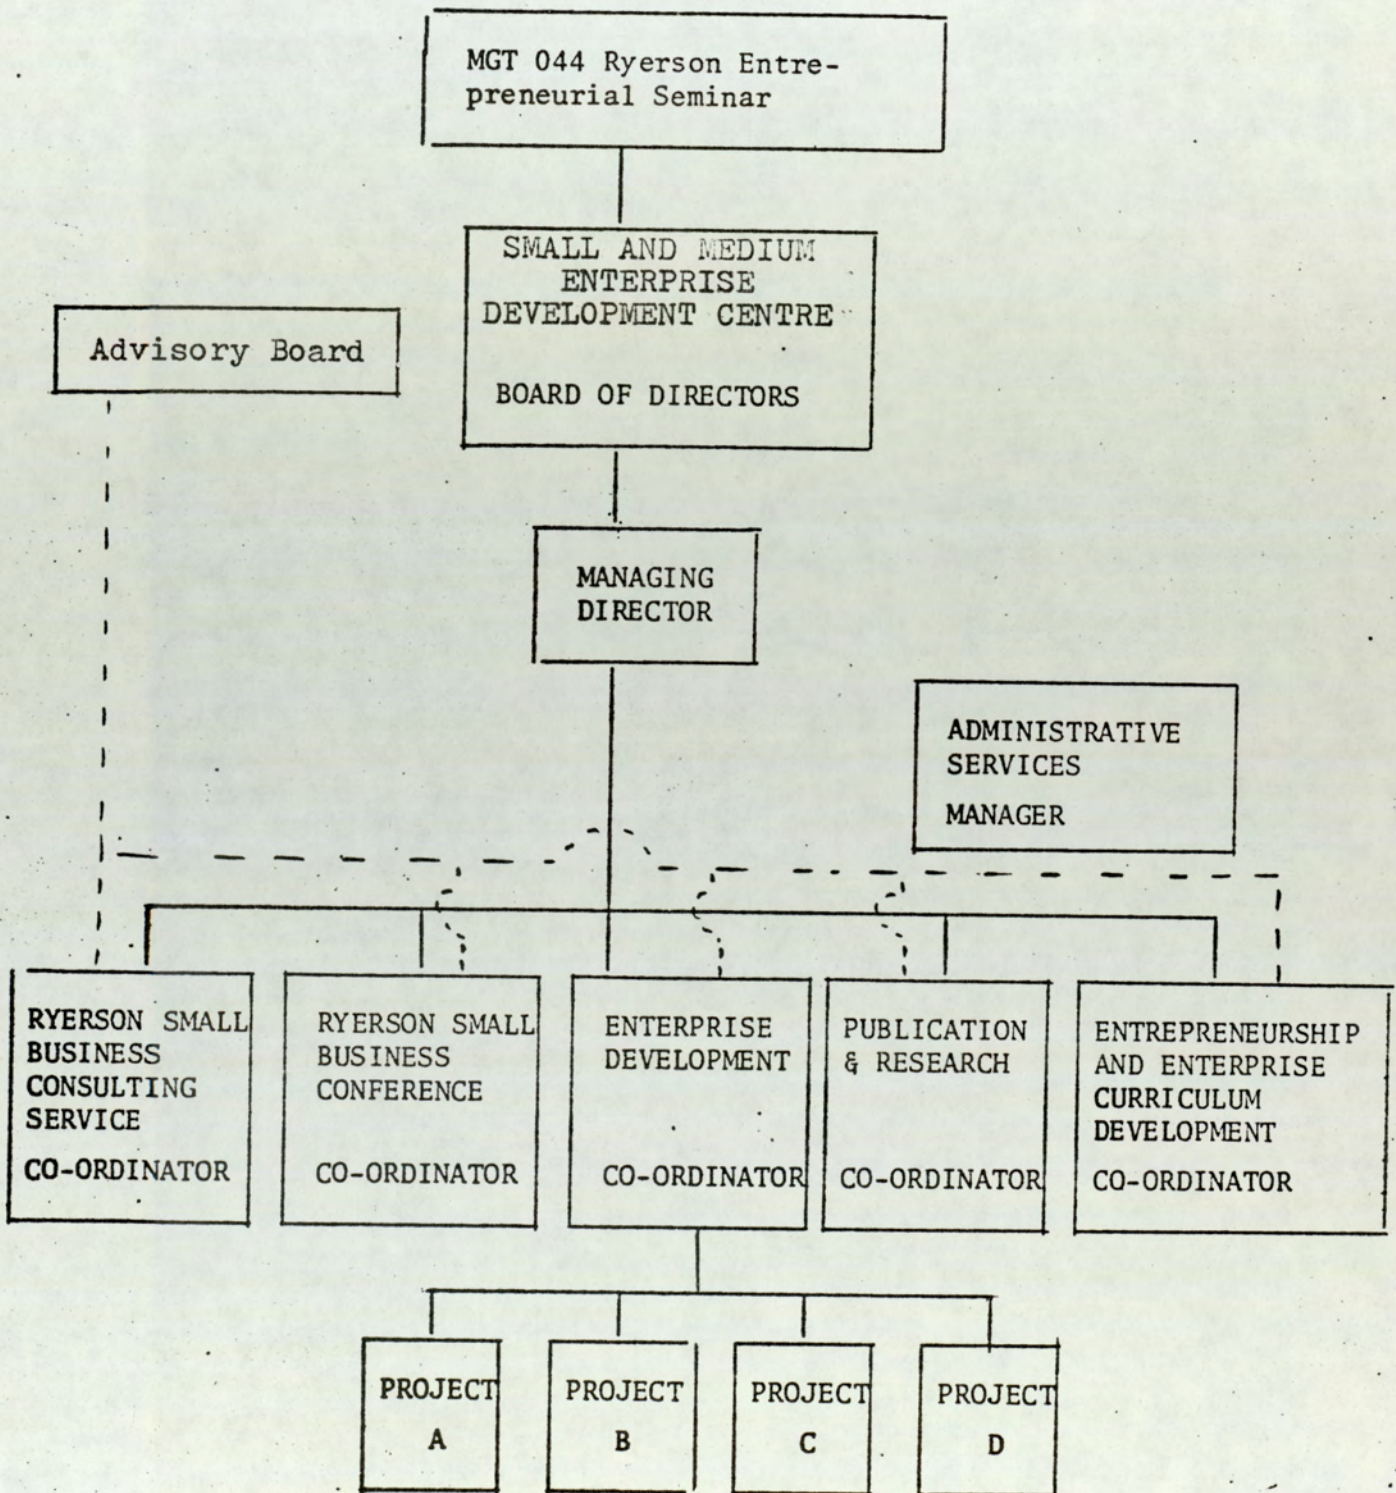 MGT 044 Ryerson Entre-
preneurial Seminar
SMALL AND MEDIUM
ENTERPRISE
DEVELOPMENT CENTRE
BOARD OF DIRECTORS
Advisory Board
MANAGING
DIRECTOR
ADMINISTRATIVE
SERVICES
MANAGER
RYERSON SMALL
BUSINESS
CONSULTING
SERVICE
CO-ORDINATOR
RYERSON SMALL
BUSINESS
CONFERENCE
CO-ORDINATOR
ENTERPRISE
DEVELOPMENT
CO-ORDINATOR
PUBLICATION
& RESEARCH
CO-ORDINATOR
ENTREPRENEURSHIP
AND ENTERPRISE
CURRICULUM
DEVELOPMENT
CO-ORDINATOR
PROJECT
A
PROJECT
B
PROJECT
C
PROJECT
D